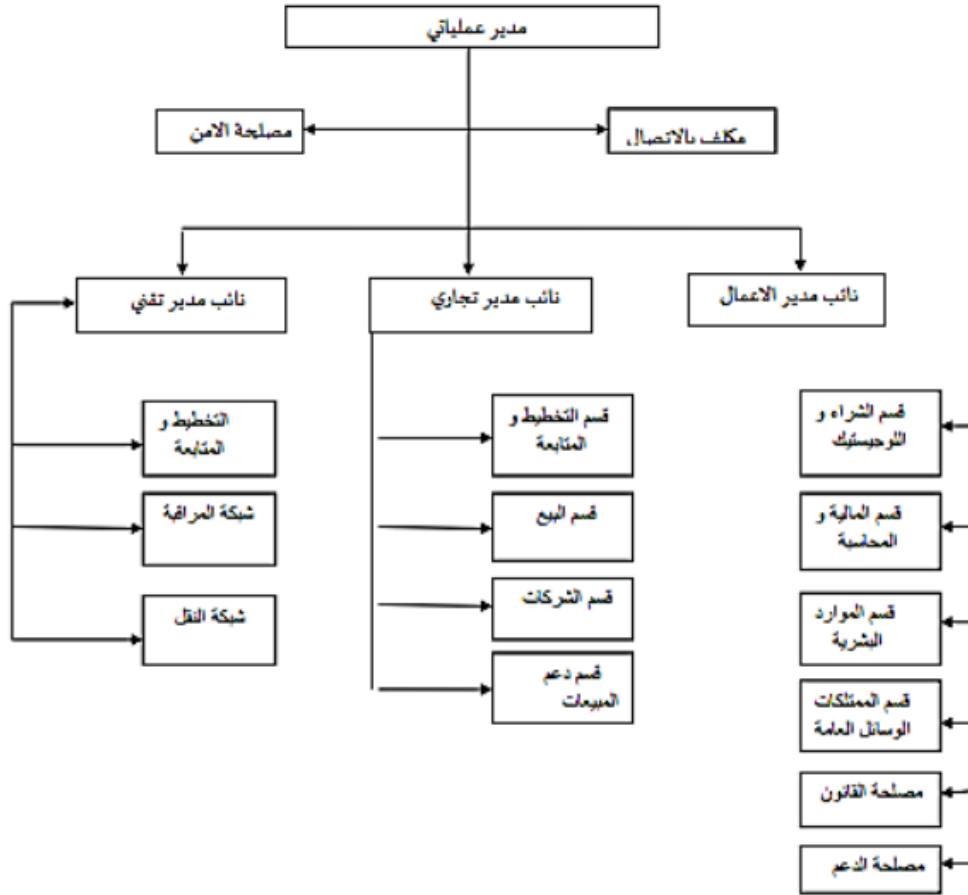 مدير عملياتي
مكلف بالاتصال
مصلحة الامن
نائب مدير الاعمال
نائب مدير تجاري
نائب مدير تقني
قسم الشراء و
اللوجيستيك
قسم المالية و
المحاسبة
قسم الموارد
البشرية
قسم الممتلكات
الوسائل العامة
مصلحة القانون
مصلحة الدعم
قسم التخطيط و
المتابعة
قسم البيع
قسم الشركات
قسم دعم
المبيعات
التخطيط و
المتابعة
شبكة المراقبة
شبكة النقل